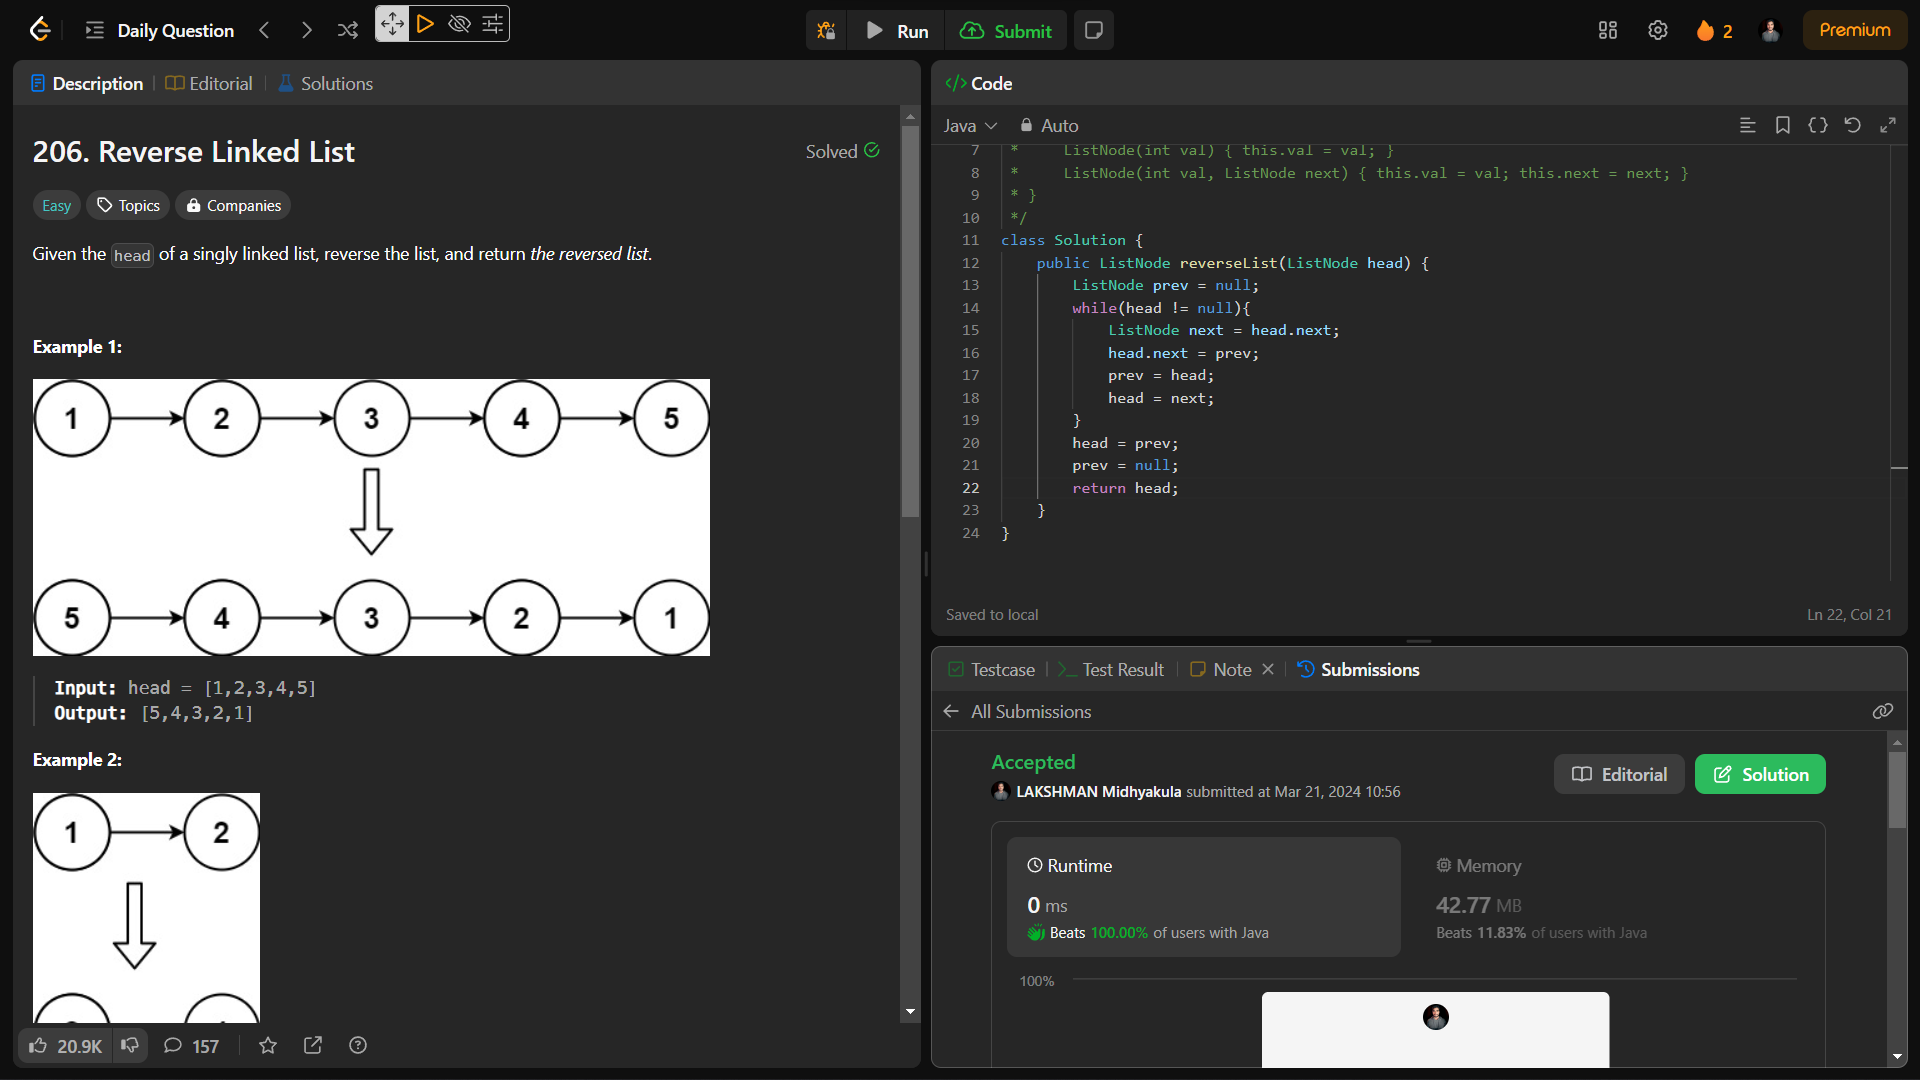 Daily Question
Run
Submit
2
Premium
Description
Editorial
Solutions
206. Reverse Linked List
Solved
Easy
Topics
Companies
Given the head of a singly linked list, reverse the list, and return the reversed list.
Example 1:
1 2 3 4 5
5 4 3 2 1
Input: head = [1,2,3,4,5]
Output: [5,4,3,2,1]
Example 2:
1 2
20.9K
157
</> Code
Java
Auto
7 * ListNode(int val) { this.val = val; }
8 * ListNode(int val, ListNode next) { this.val = val; this.next = next; }
9 * }
10 */
11 class Solution {
12 public ListNode reverseList(ListNode head) {
13 ListNode prev = null;
14 while(head != null){
15 ListNode next = head.next;
16 head.next = prev;
17 prev = head;
18 head = next;
19 }
20 head = prev;
21 prev = null;
22 return head;
23 }
24 }
Saved to local
Ln 22, Col 21
Testcase
Test Result
Note
Submissions
All Submissions
Accepted
LAKSHMAN Midhyakula submitted at Mar 21, 2024 10:56
Editorial
Solution
Runtime
0 ms
Beats 100.00% of users with Java
Memory
42.77 MB
Beats 11.83% of users with Java
100%